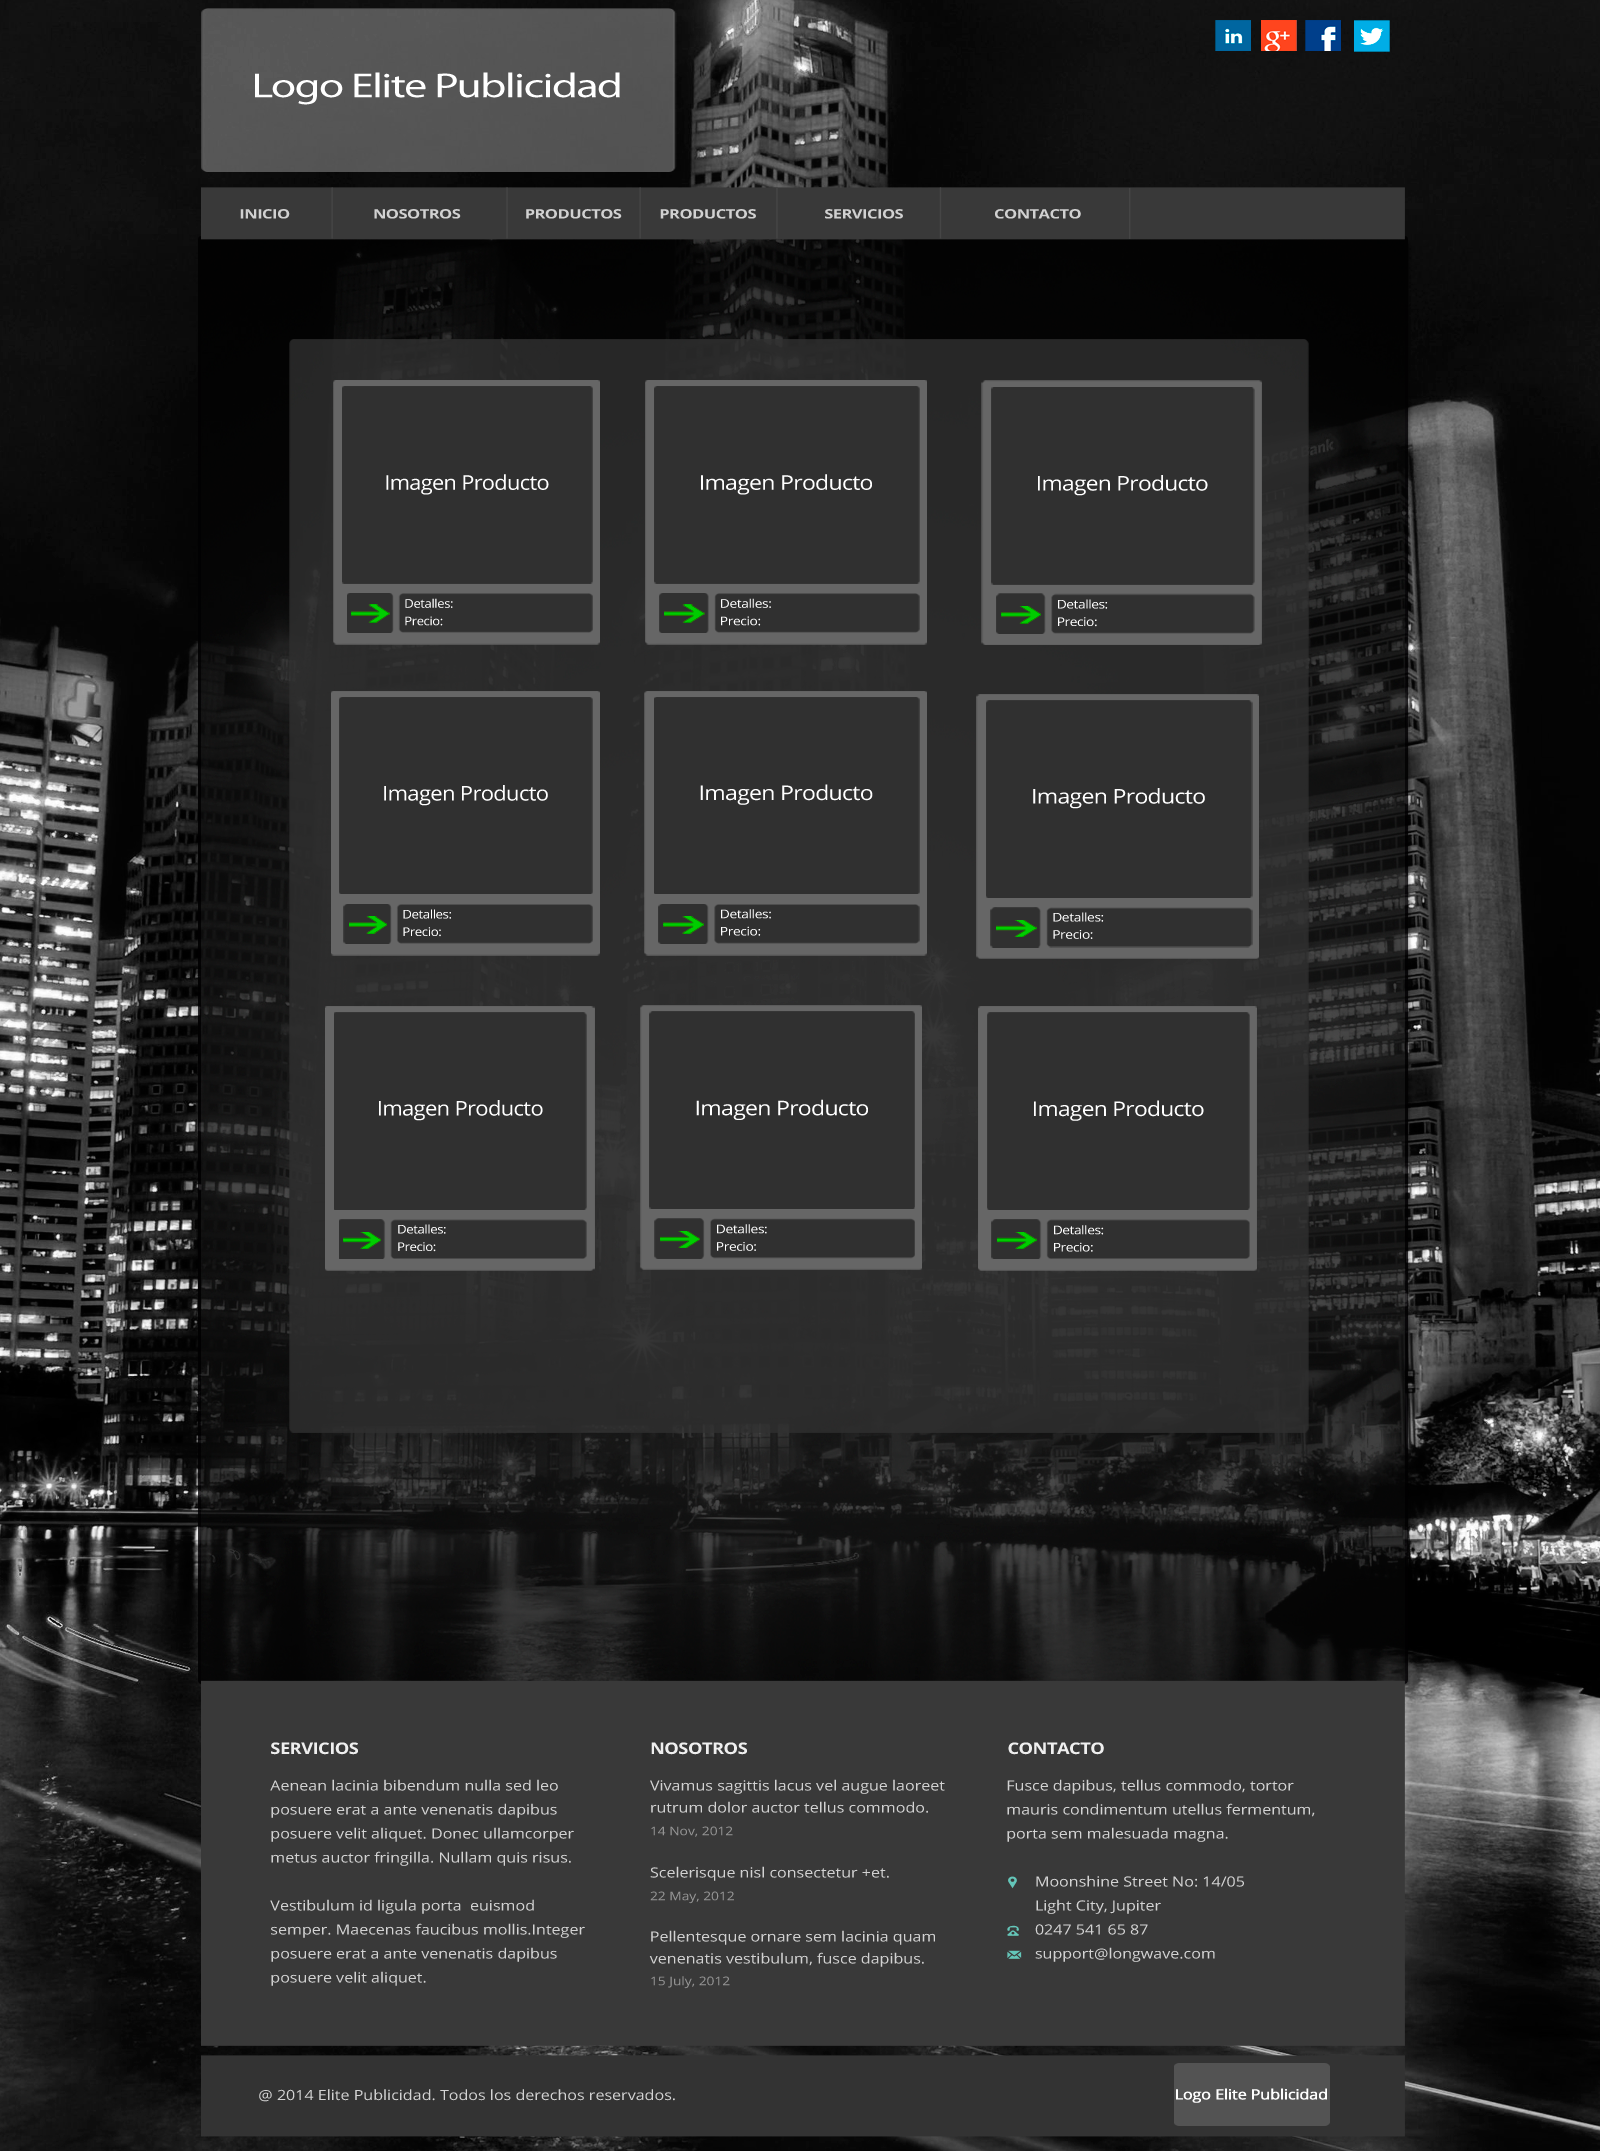 Logo Elite Publicidad
in
g+
f
INICIO NOSOTROS PRODUCTOS PRODUCTOS SERVICIOS CONTACTO
Imagen Producto
Detalles:
Precio:
Imagen Producto
Detalles:
Precio:
Imagen Producto
Detalles:
Precio:
Imagen Producto
Detalles:
Precio:
Imagen Producto
Detalles:
Precio:
Imagen Producto
Detalles:
Precio:
Imagen Producto
Detalles:
Precio:
Imagen Producto
Detalles:
Precio:
Imagen Producto
Detalles:
Precio:
SERVICIOS
Aenean lacinia bibendum nulla sed leo
posuere erat a ante venenatis dapibus
posuere velit aliquet. Donec ullamcorper
metus auctor fringilla. Nullam quis risus.
Vestibulum id ligula porta  euismod
semper. Maecenas faucibus mollis.Integer
posuere erat a ante venenatis dapibus
posuere velit aliquet.
NOSOTROS
Vivamus sagittis lacus vel augue laoreet
rutrum dolor auctor tellus commodo.
14 Nov, 2012
Scelerisque nisl consectetur +et.
22 May, 2012
Pellentesque ornare sem lacinia quam
venenatis vestibulum, fusce dapibus.
15 July, 2012
CONTACTO
Fusce dapibus, tellus commodo, tortor
mauris condimentum utellus fermentum,
porta sem malesuada magna.
Moonshine Street No: 14/05
Light City, Jupiter
0247 541 65 87
support@longwave.com
@ 2014 Elite Publicidad. Todos los derechos reservados.
Logo Elite Publicidad